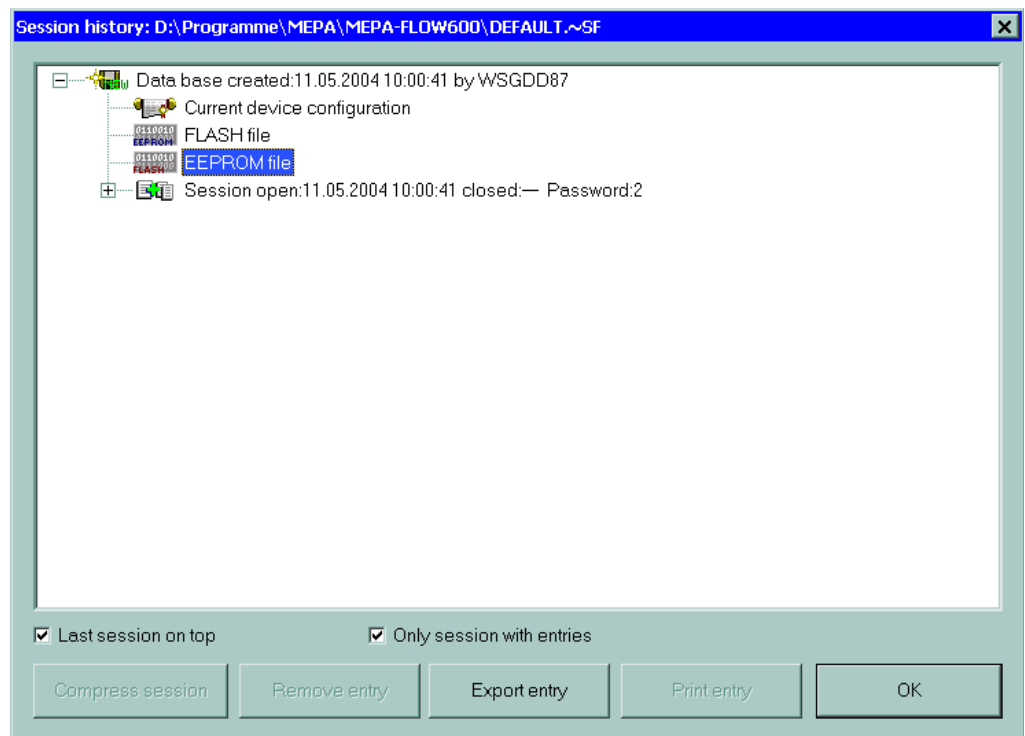 Session history: D:\Programme\MEPA\MEPA-FLOW600\DEFAULT.~SF
Data base created:11.05.2004 10:00:41 by WSGDD87
Current device configuration
0110010
EEPROM
FLASH file
0110010
FLASH
EEPROM file
Session open:11.05.2004 10:00:41 closed:— Password:2
Last session on top
Only session with entries
Compress session
Remove entry
Export entry
Print entry
OK